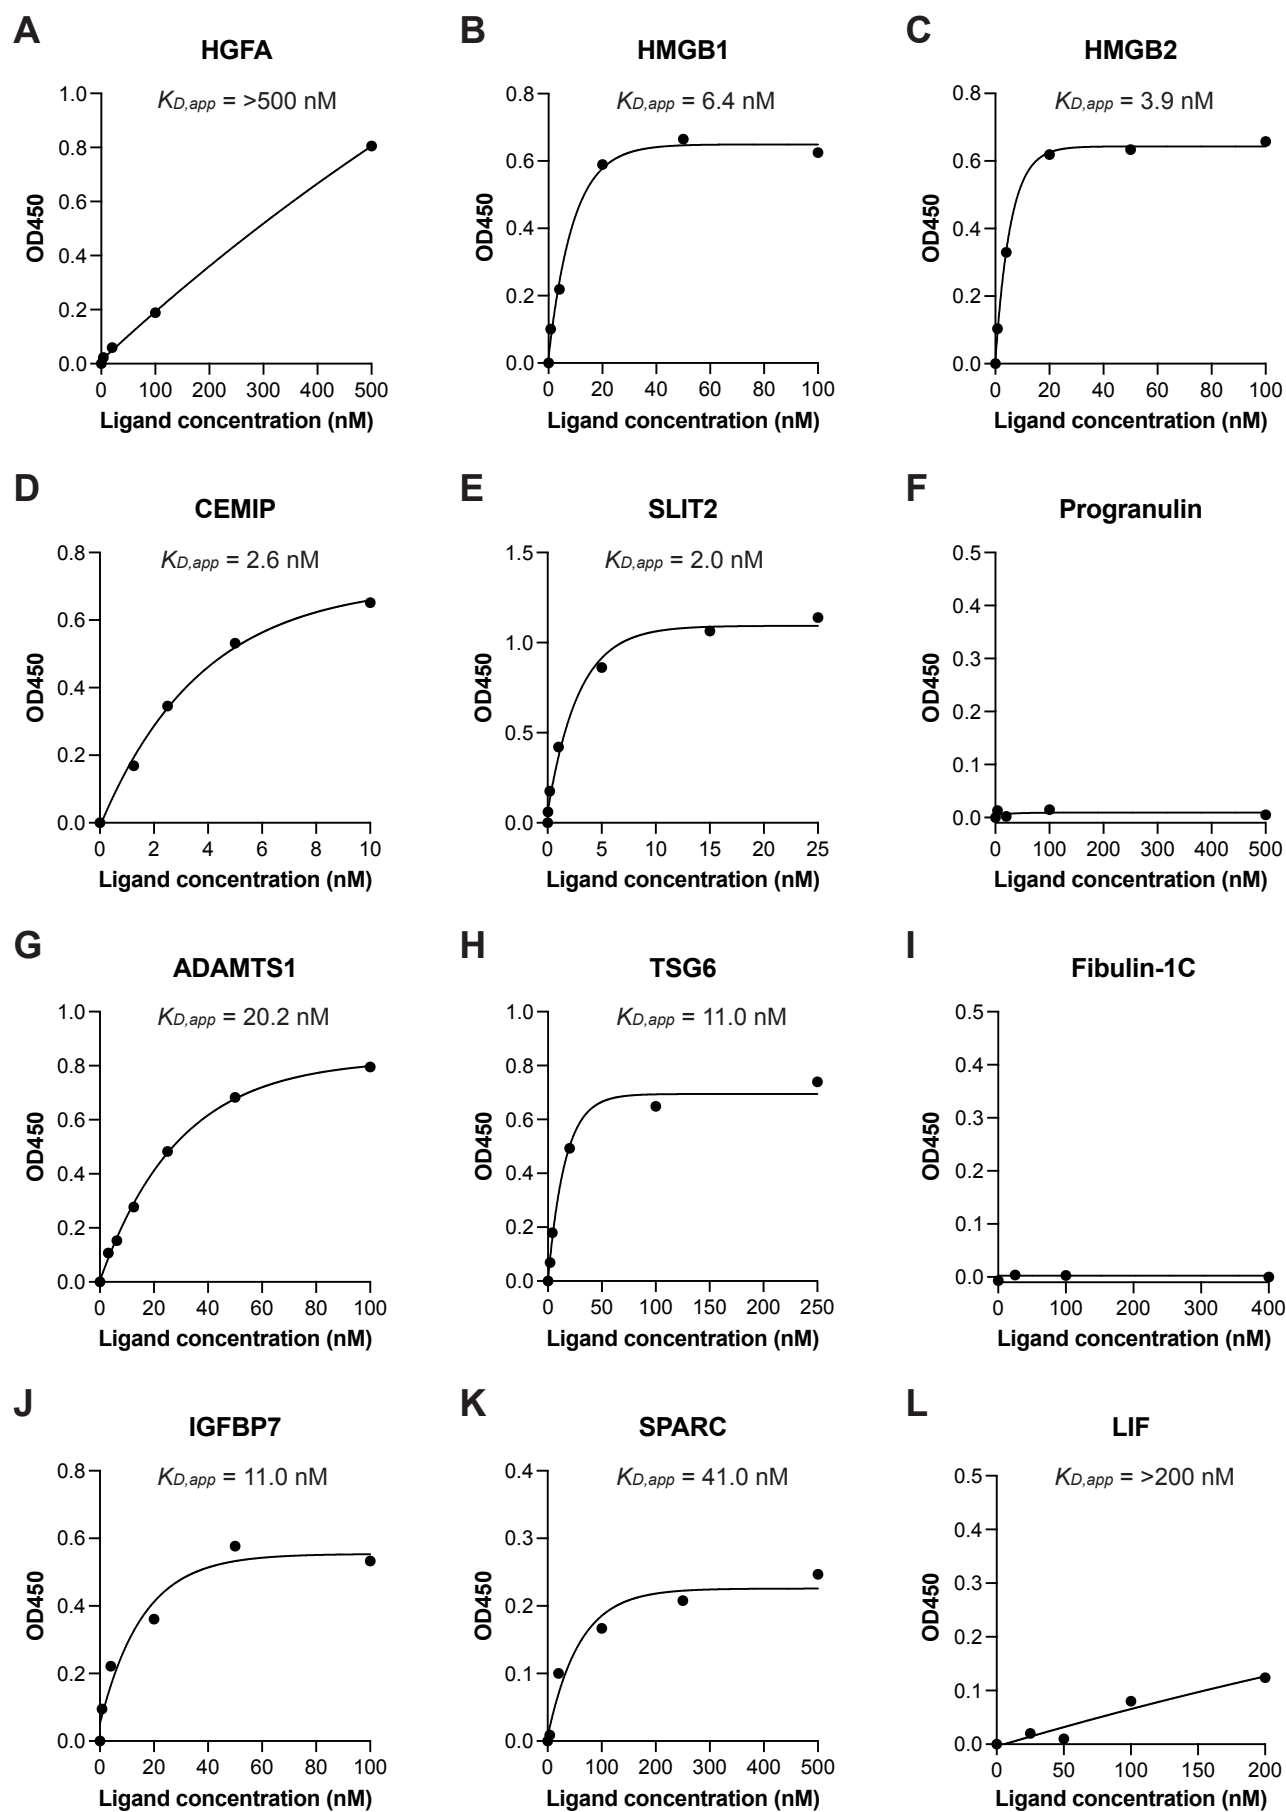 A
HGFA
KD,app = >500 nM
1.0
0.8
0.6
0.4
0.2
0.0
OD450
0 100 200 300 400 500
Ligand concentration (nM)
B
HMGB1
KD,app = 6.4 nM
0.8
0.6
0.4
0.2
0.0
OD450
0 20 40 60 80 100
Ligand concentration (nM)
C
HMGB2
KD,app = 3.9 nM
0.8
0.6
0.4
0.2
0.0
OD450
0 20 40 60 80 100
Ligand concentration (nM)
D
CEMIP
KD,app = 2.6 nM
0.8
0.6
0.4
0.2
0.0
OD450
0 2 4 6 8 10
Ligand concentration (nM)
E
SLIT2
KD,app = 2.0 nM
1.5
1.0
0.5
0.0
OD450
0 5 10 15 20 25
Ligand concentration (nM)
F
Progranulin
0.5
0.4
0.3
0.2
0.1
0.0
OD450
0 100 200 300 400 500
Ligand concentration (nM)
G
ADAMTS1
KD,app = 20.2 nM
1.0
0.8
0.6
0.4
0.2
0.0
OD450
0 20 40 60 80 100
Ligand concentration (nM)
H
TSG6
KD,app = 11.0 nM
1.0
0.8
0.6
0.4
0.2
0.0
OD450
0 50 100 150 200 250
Ligand concentration (nM)
I
Fibulin-1C
0.5
0.4
0.3
0.2
0.1
0.0
OD450
0 100 200 300 400
Ligand concentration (nM)
J
IGFBP7
KD,app = 11.0 nM
0.8
0.6
0.4
0.2
0.0
OD450
0 20 40 60 80 100
Ligand concentration (nM)
K
SPARC
KD,app = 41.0 nM
0.4
0.3
0.2
0.1
0.0
OD450
0 100 200 300 400 500
Ligand concentration (nM)
L
LIF
KD,app = >200 nM
0.5
0.4
0.3
0.2
0.1
0.0
OD450
0 50 100 150 200
Ligand concentration (nM)